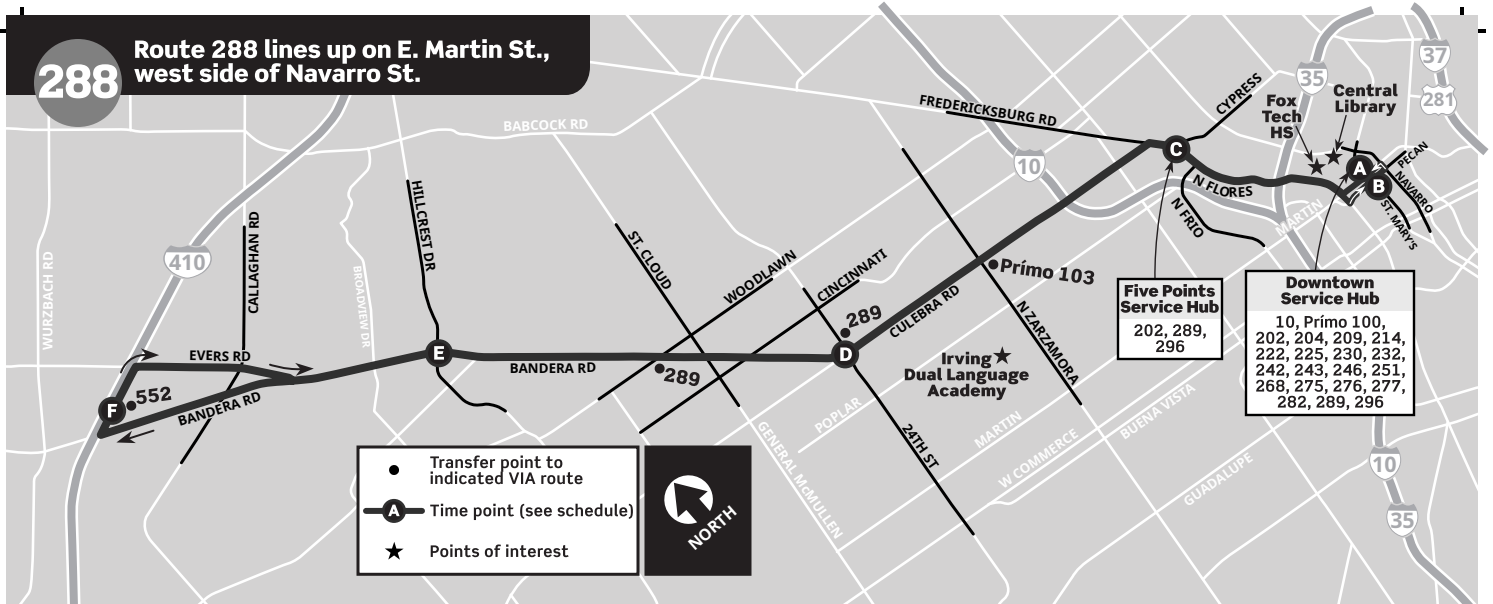 288
Route 288 lines up on E. Martin St.,
west side of Navarro St.
BABCOCK RD
FREDERICKSBURG RD
CYPRESS
10
35
37
281
Fox
Tech
HS
Central
Library
C
A
B
PECAN
NAVARRO
ST. MARY'S
N FLORES
N FRIO
MARTIN
WURZBACH RD
410
CALLAGHAN RD
BROADVIEW DR
HILLCREST DR
ST. CLOUD
WOODLAWN
CINCINNATI
Prímo 103
289
CULEBRA RD
N ZARZAMORA
Five Points
Service Hub
202, 289,
296
Downtown
Service Hub
10, Prímo 100,
202, 204, 209, 214,
222, 225, 230, 232,
242, 243, 246, 251,
268, 275, 276, 277,
282, 289, 296
EVERS RD
E
BANDERA RD
289
D
Irving
Dual Language
Academy
552
F
BANDERA RD
POPLAR
MARTIN
BUENA VISTA
W COMMERCE
GUADALUPE
GENERAL McMULLEN
24TH ST
10
35
Transfer point to
indicated VIA route
A
Time point (see schedule)
Points of interest
NORTH